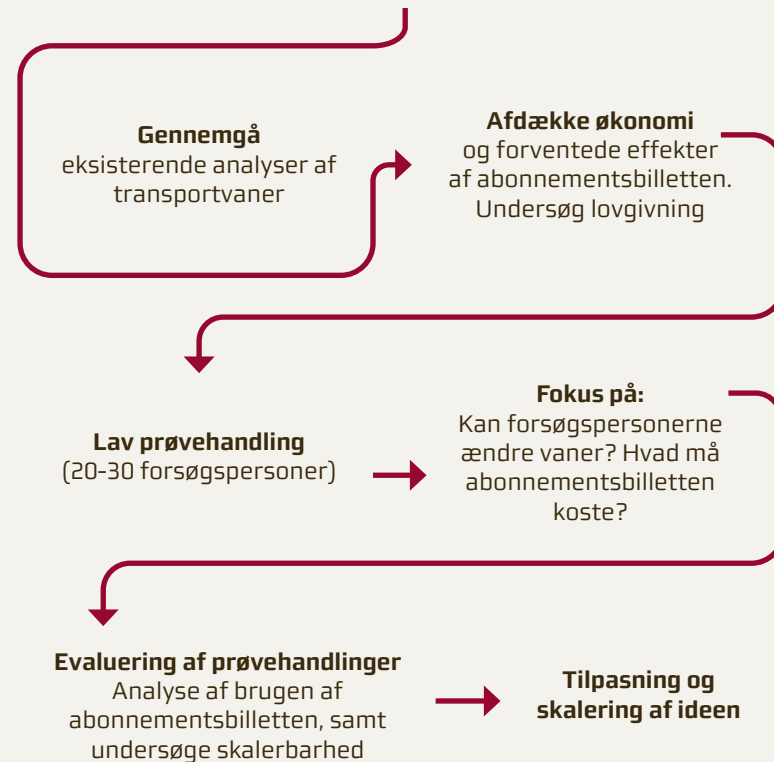 Gennemgå
eksisterende analyser af
transportvaner
Afdække økonomi
og forventede effekter
af abonnementsbilletten.
Undersøg lovgivning
Lav prøvehandling
(20-30 forsøgspersoner)
Fokus på:
Kan forsøgspersonerne
ændre vaner? Hvad må
abonnementsbilletten
koste?
Evaluering af prøvehandlinger
Analyse af brugen af
abonnementsbilletten, samt
undersøge skalerbarhed
Tilpasning og
skalering af ideen